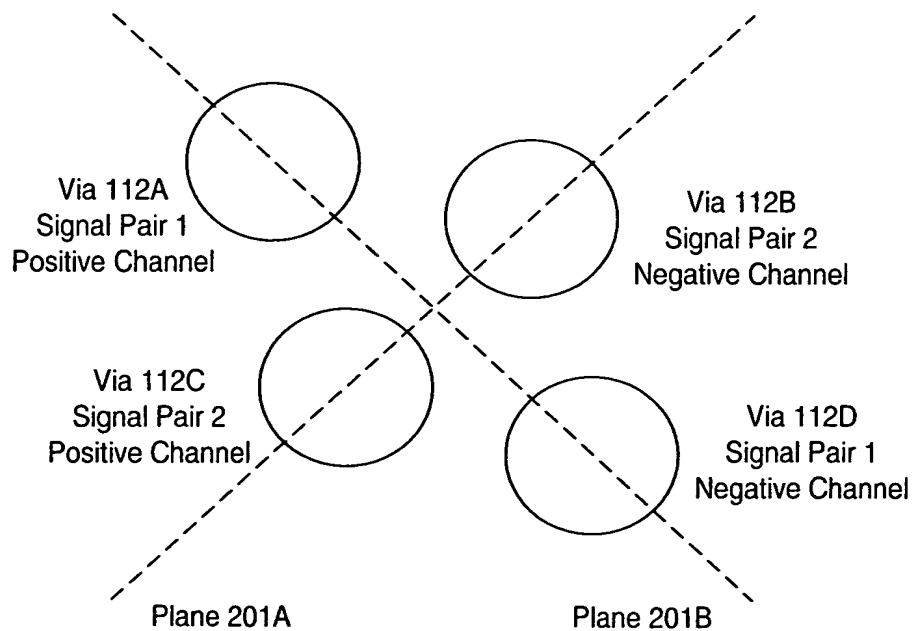 Via 112A
Signal Pair 1
Positive Channel
Via 112B
Signal Pair 2
Negative Channel
Via 112C
Signal Pair 2
Positive Channel
Via 112D
Signal Pair 1
Negative Channel
Plane 201A
Plane 201B